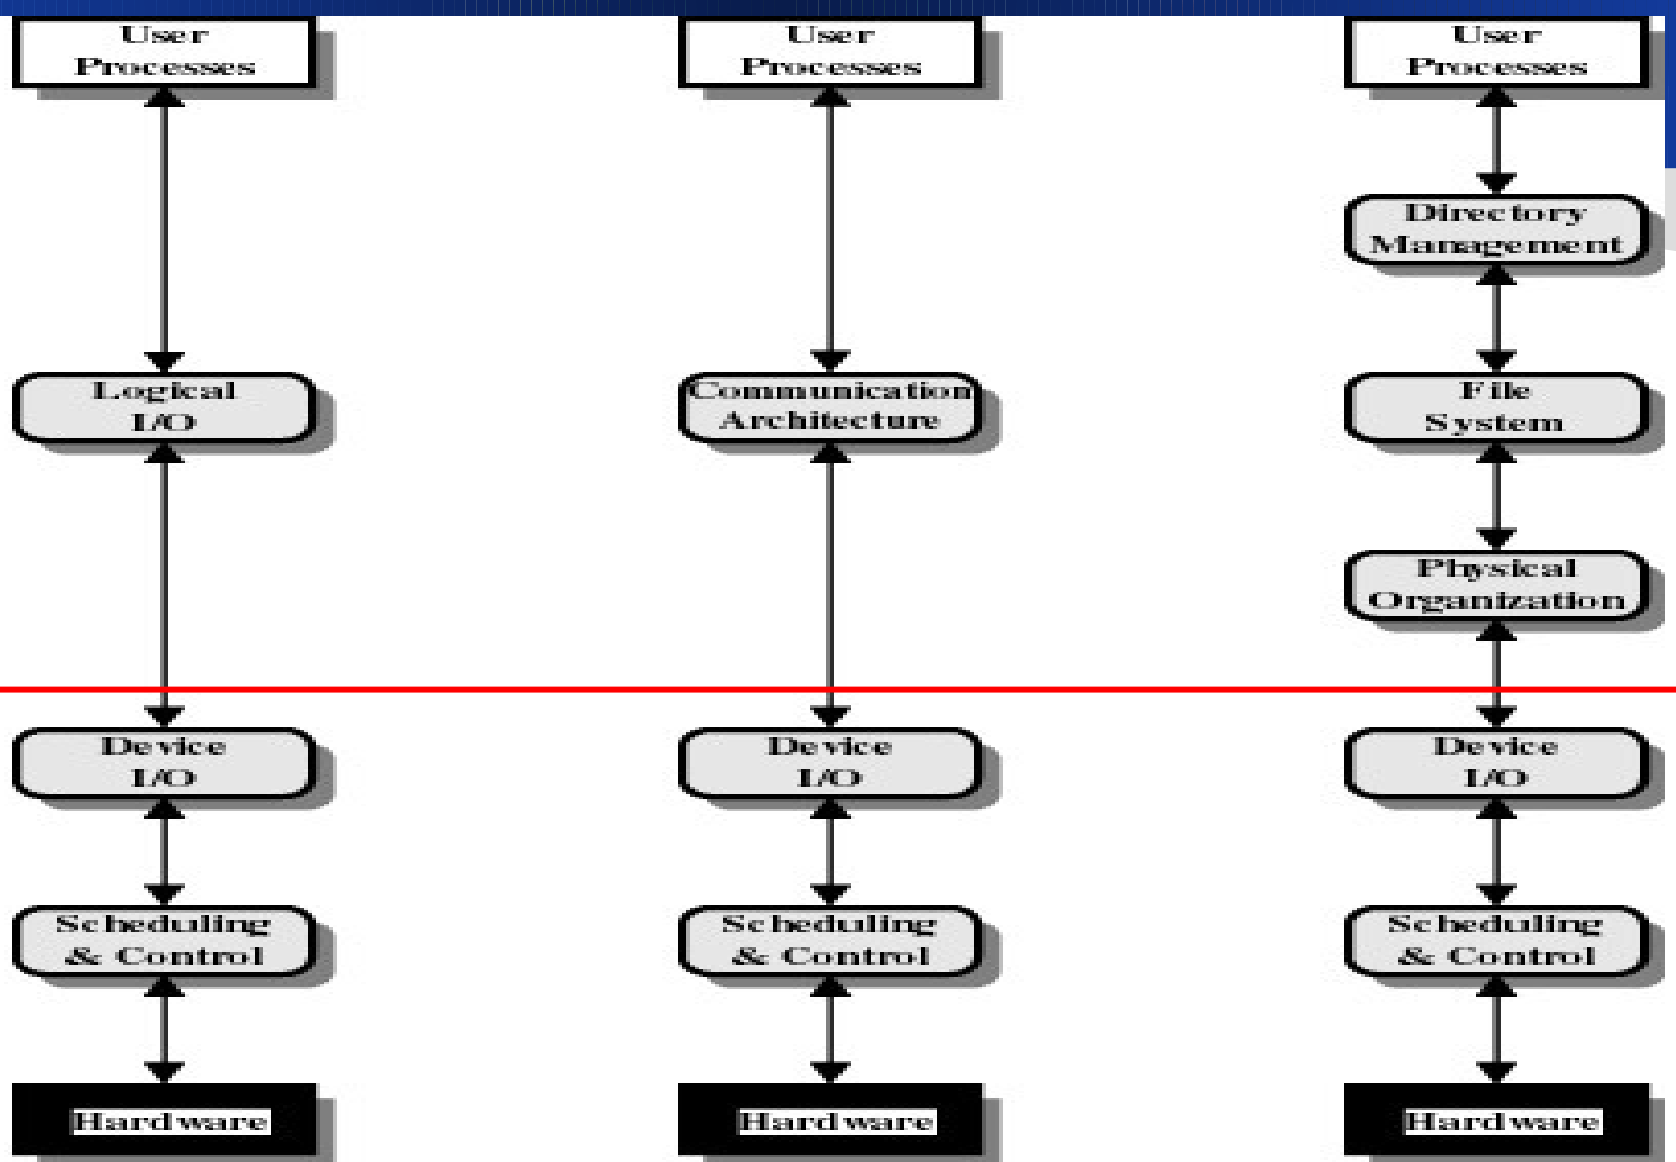 User
Processes
Logical
I/O
Device
I/O
Scheduling
& Control
Hardware
User
Processes
Communication
Architecture
Device
I/O
Scheduling
& Control
Hardware
User
Processes
Directory
Management
File
System
Physical
Organization
Device
I/O
Scheduling
& Control
Hardware